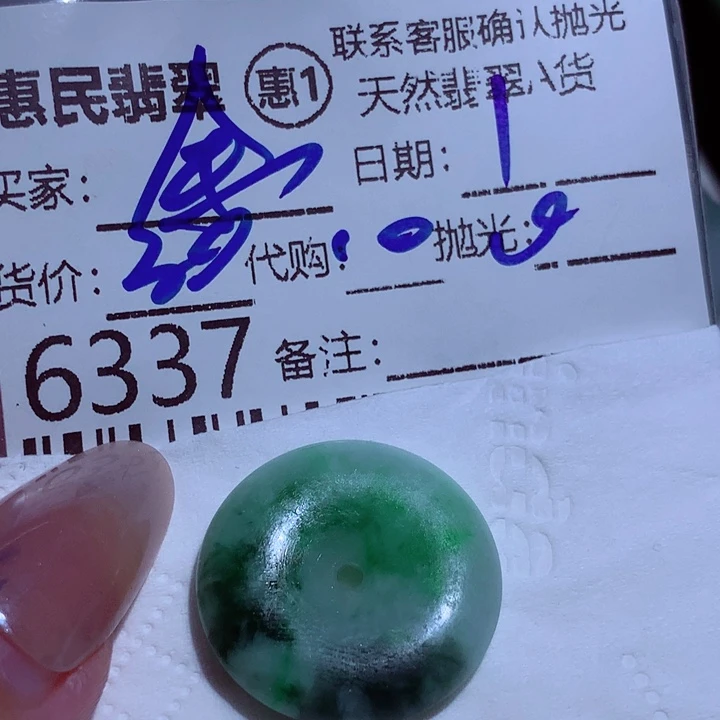 联系客服确认抛光
惠民翡翠 惠1 天然翡翠A货
买家: 日期:
货价: 代购: 抛光:
6337 备注: